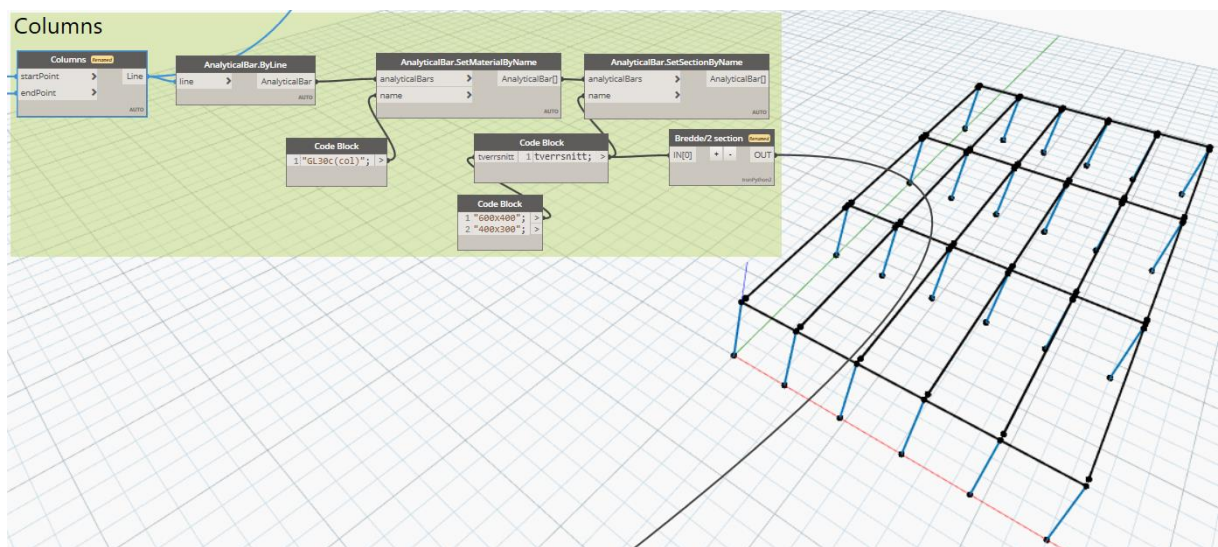 Columns
Columns Renamed
startPoint > Line
endPoint >
AUTO
AnalyticalBar.ByLine
line > AnalyticalBar
AUTO
AnalyticalBar.SetMaterialByName
analyticalBars > AnalyticalBar[]
name >
AUTO
AnalyticalBar.SetSectionByName
analyticalBars > AnalyticalBar[]
name >
AUTO
Code Block
1 "GL30c(col)"; >
Code Block
tverrsnitt 1 tverrsnitt; >
Bredde/2 section Renamed
IN[0] + - OUT
Code Block
1 "600x400"; >
2 "400x300"; >